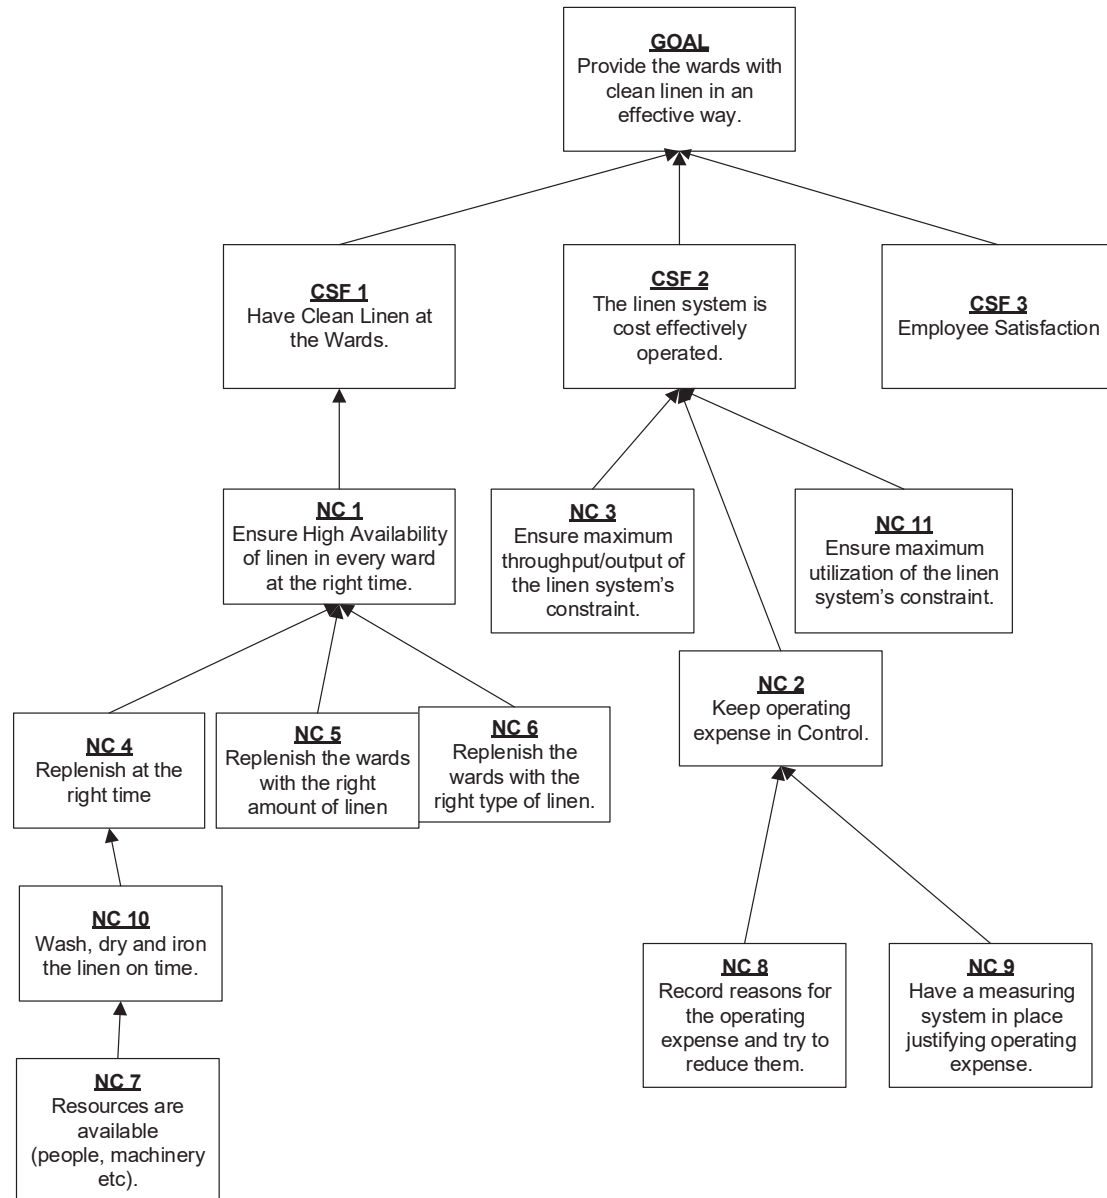 GOAL
Provide the wards with
clean linen in an
effective way.
CSF 1
Have Clean Linen at
the Wards.
CSF 2
The linen system is
cost effectively
operated.
CSF 3
Employee Satisfaction
NC 1
Ensure High Availability
of linen in every ward
at the right time.
NC 3
Ensure maximum
throughput/output of
the linen system’s
constraint.
NC 11
Ensure maximum
utilization of the linen
system’s constraint.
NC 2
Keep operating
expense in Control.
NC 4
Replenish at the
right time
NC 5
Replenish the wards
with the right
amount of linen
NC 6
Replenish the
wards with the
right type of linen.
NC 10
Wash, dry and iron
the linen on time.
NC 8
Record reasons for
the operating
expense and try to
reduce them.
NC 9
Have a measuring
system in place
justifying operating
expense.
NC 7
Resources are
available
(people, machinery
etc).